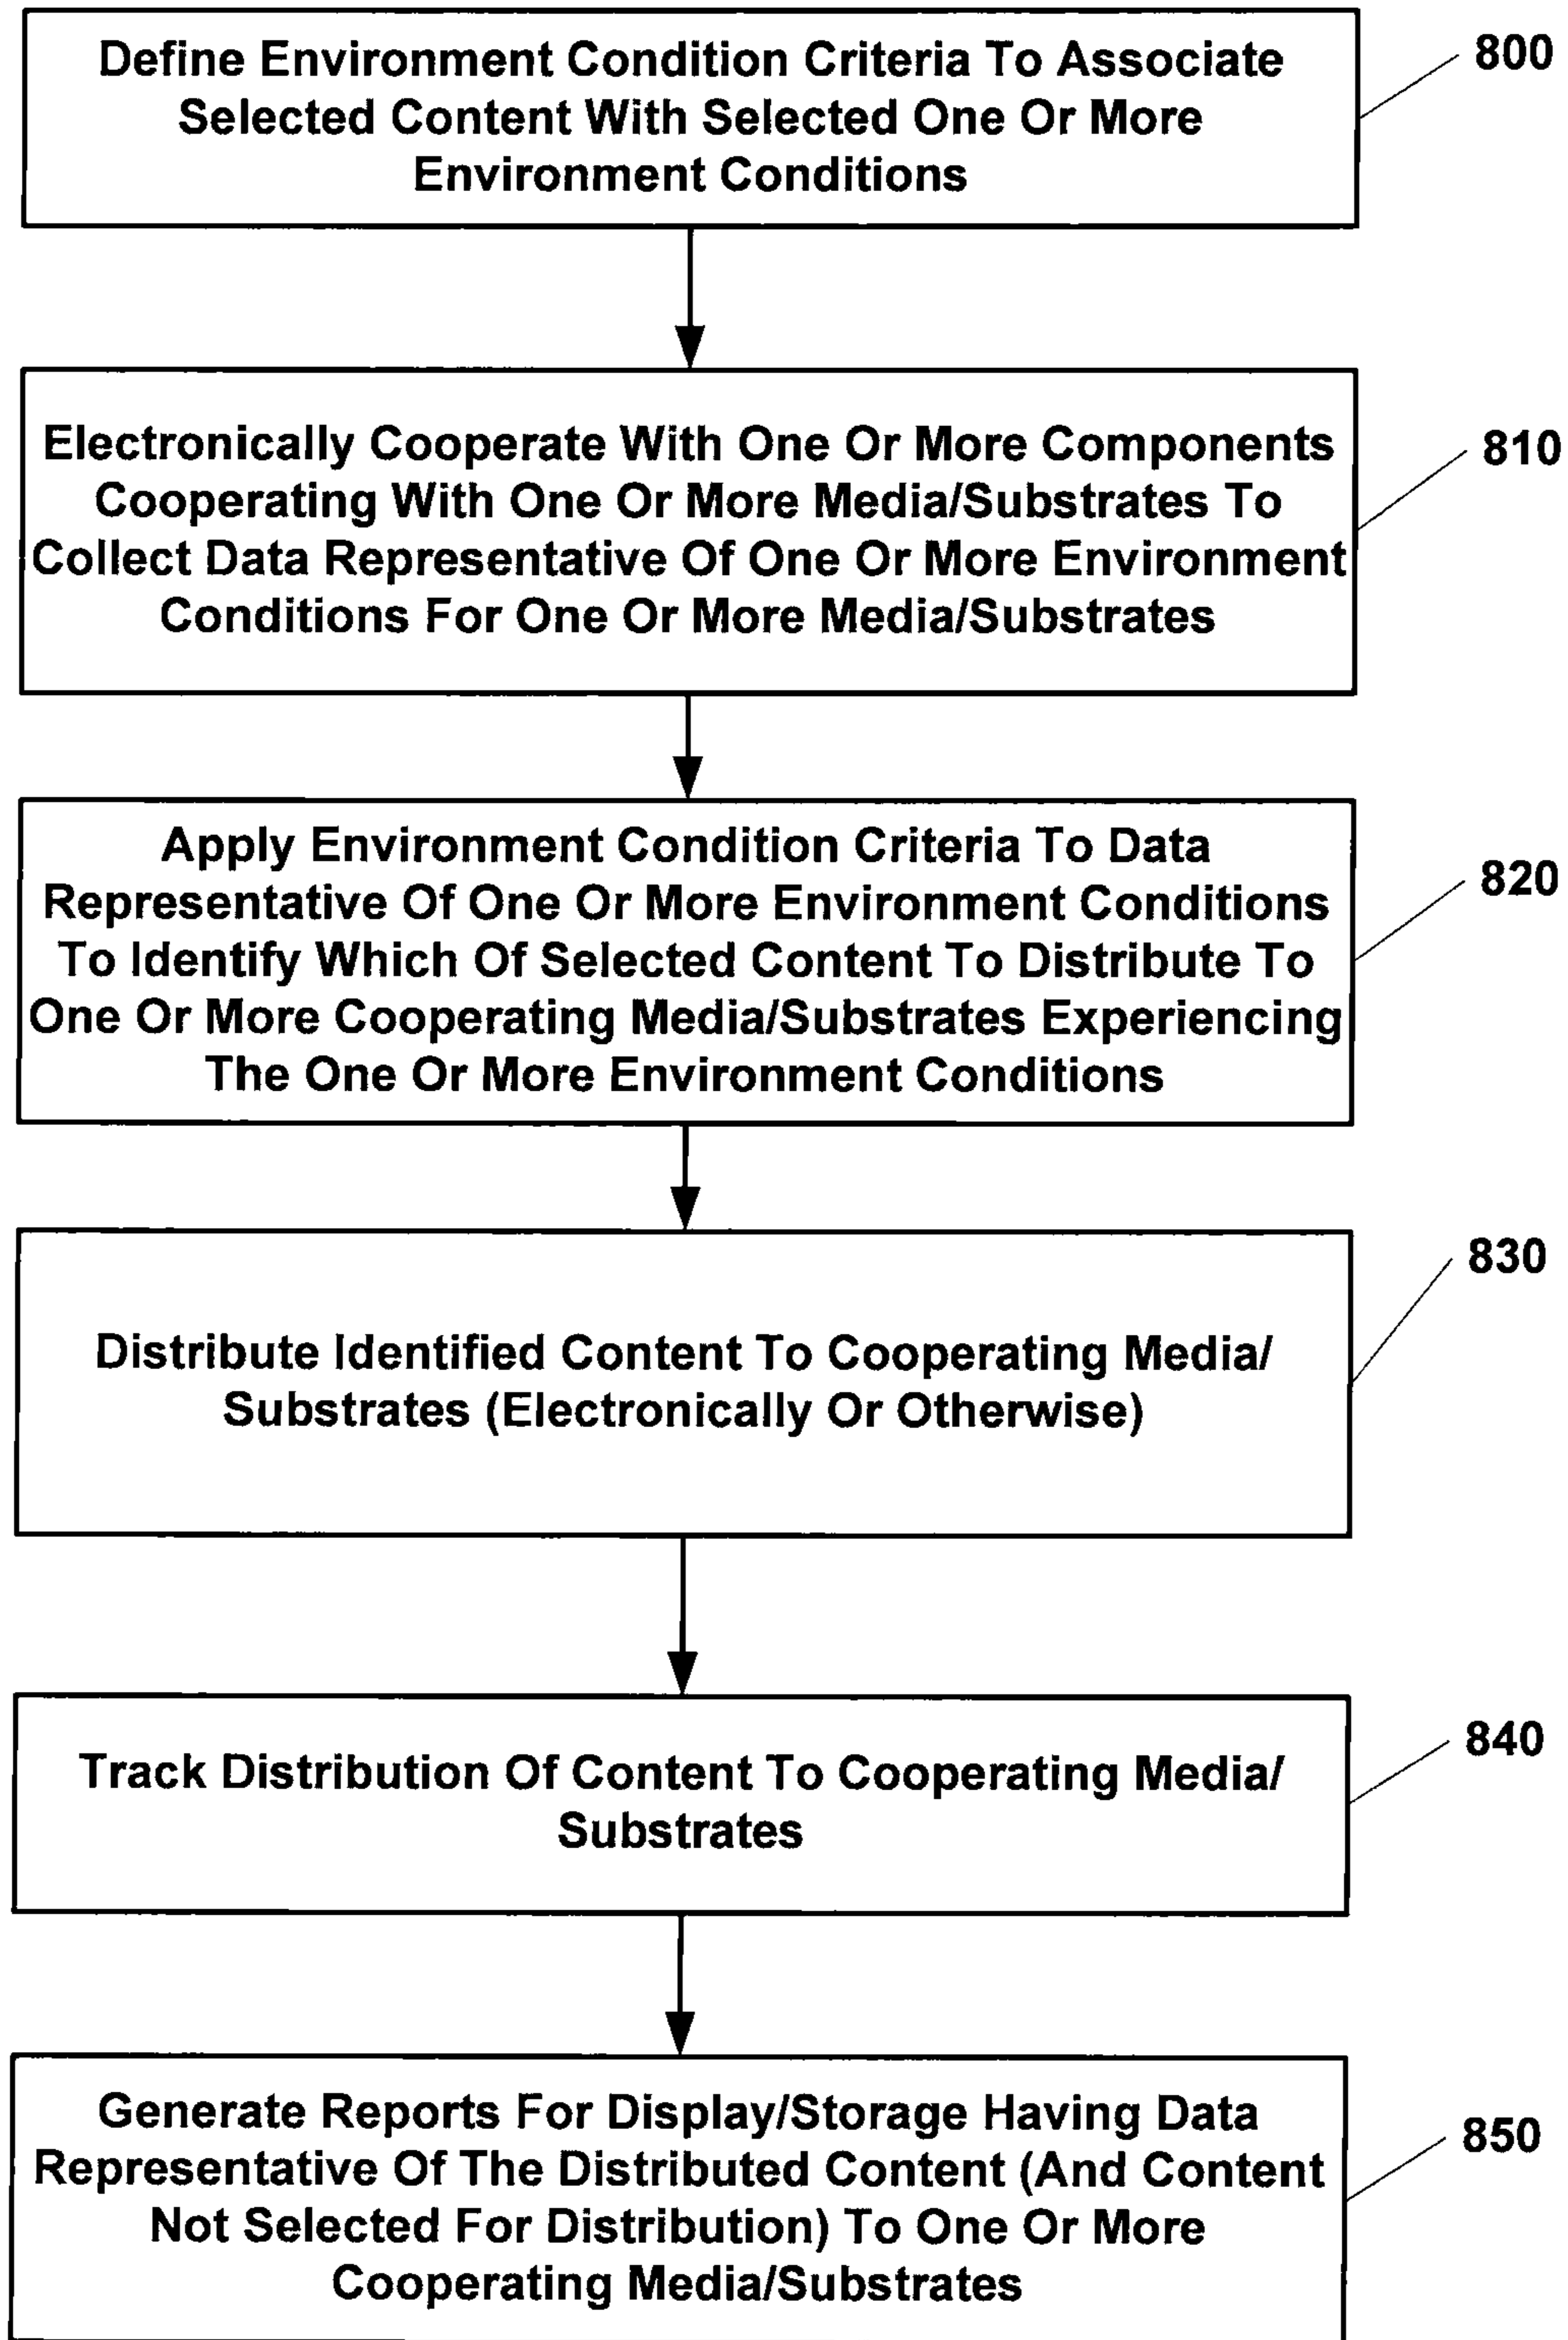 Define Environment Condition Criteria To Associate
Selected Content With Selected One Or More
Environment Conditions
800
Electronically Cooperate With One Or More Components
Cooperating With One Or More Media/Substrates To
Collect Data Representative Of One Or More Environment
Conditions For One Or More Media/Substrates
810
Apply Environment Condition Criteria To Data
Representative Of One Or More Environment Conditions
To Identify Which Of Selected Content To Distribute To
One Or More Cooperating Media/Substrates Experiencing
The One Or More Environment Conditions
820
Distribute Identified Content To Cooperating Media/
Substrates (Electronically Or Otherwise)
830
Track Distribution Of Content To Cooperating Media/
Substrates
840
Generate Reports For Display/Storage Having Data
Representative Of The Distributed Content (And Content
Not Selected For Distribution) To One Or More
Cooperating Media/Substrates
850